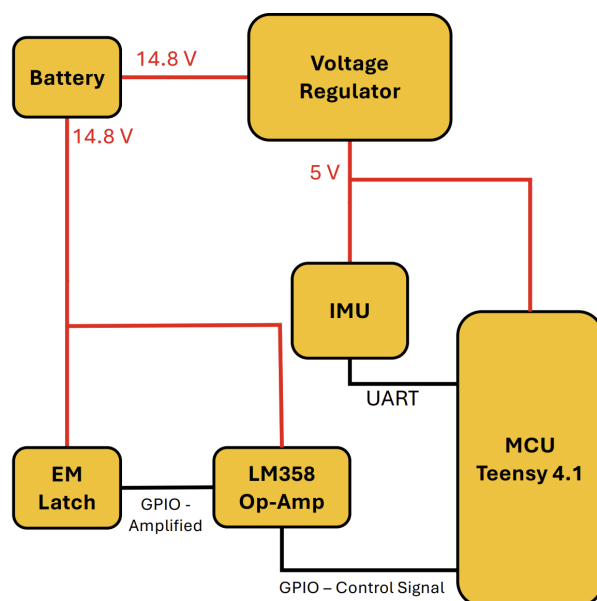 Battery
14.8 V
Voltage
Regulator
14.8 V
5 V
IMU
UART
MCU
Teensy 4.1
EM
Latch
GPIO -
Amplified
LM358
Op-Amp
GPIO – Control Signal